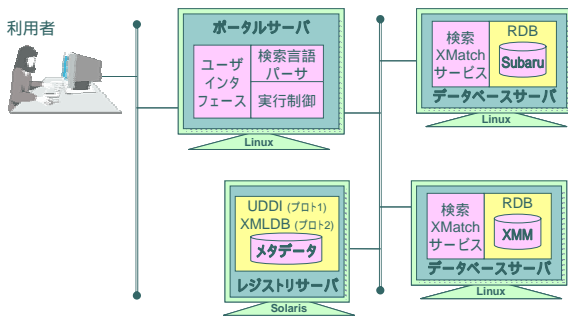 利用者
ポータルサーバ
ユーザ
インタ
フェース
検索言語
パーサ
実行制御
Linux
検索
XMatch
サービス
RDB
Subaru
データベースサーバ
Linux
UDDI (プロト1)
XMLDB (プロト2)
メタデータ
レジストリサーバ
Solaris
検索
XMatch
サービス
RDB
XMM
データベースサーバ
Linux